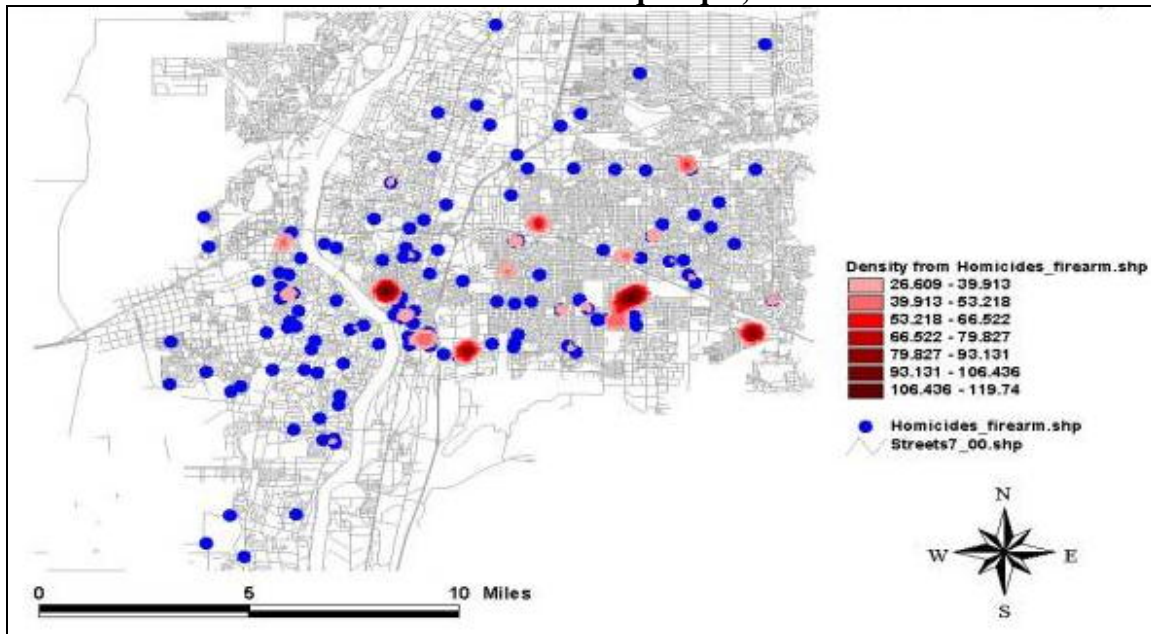 Density from Homicides_firearm.shp
26.609 - 39.913
39.913 - 53.218
53.218 - 66.522
66.522 - 79.827
79.827 - 93.131
93.131 - 106.436
106.436 - 119.74
Homicides_firearm.shp
Streets7_00.shp
N
W E
S
0 5 10 Miles